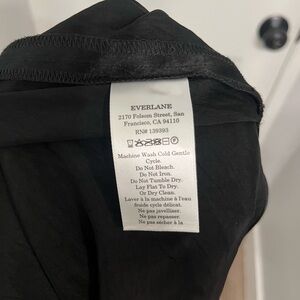 EVERLANE
2170 Folsom Street, San
Francisco, CA 94110
RN# 139393
Machine Wash Cold Gentle
Cycle.
Do Not Bleach.
Do Not Iron.
Do Not Tumble Dry.
Lay Flat To Dry.
Or Dry Clean.
Laver à la machine à l'eau
froide cycle délicat.
Ne pas javelliser.
Ne pas repasser.
Ne pas sécher à la